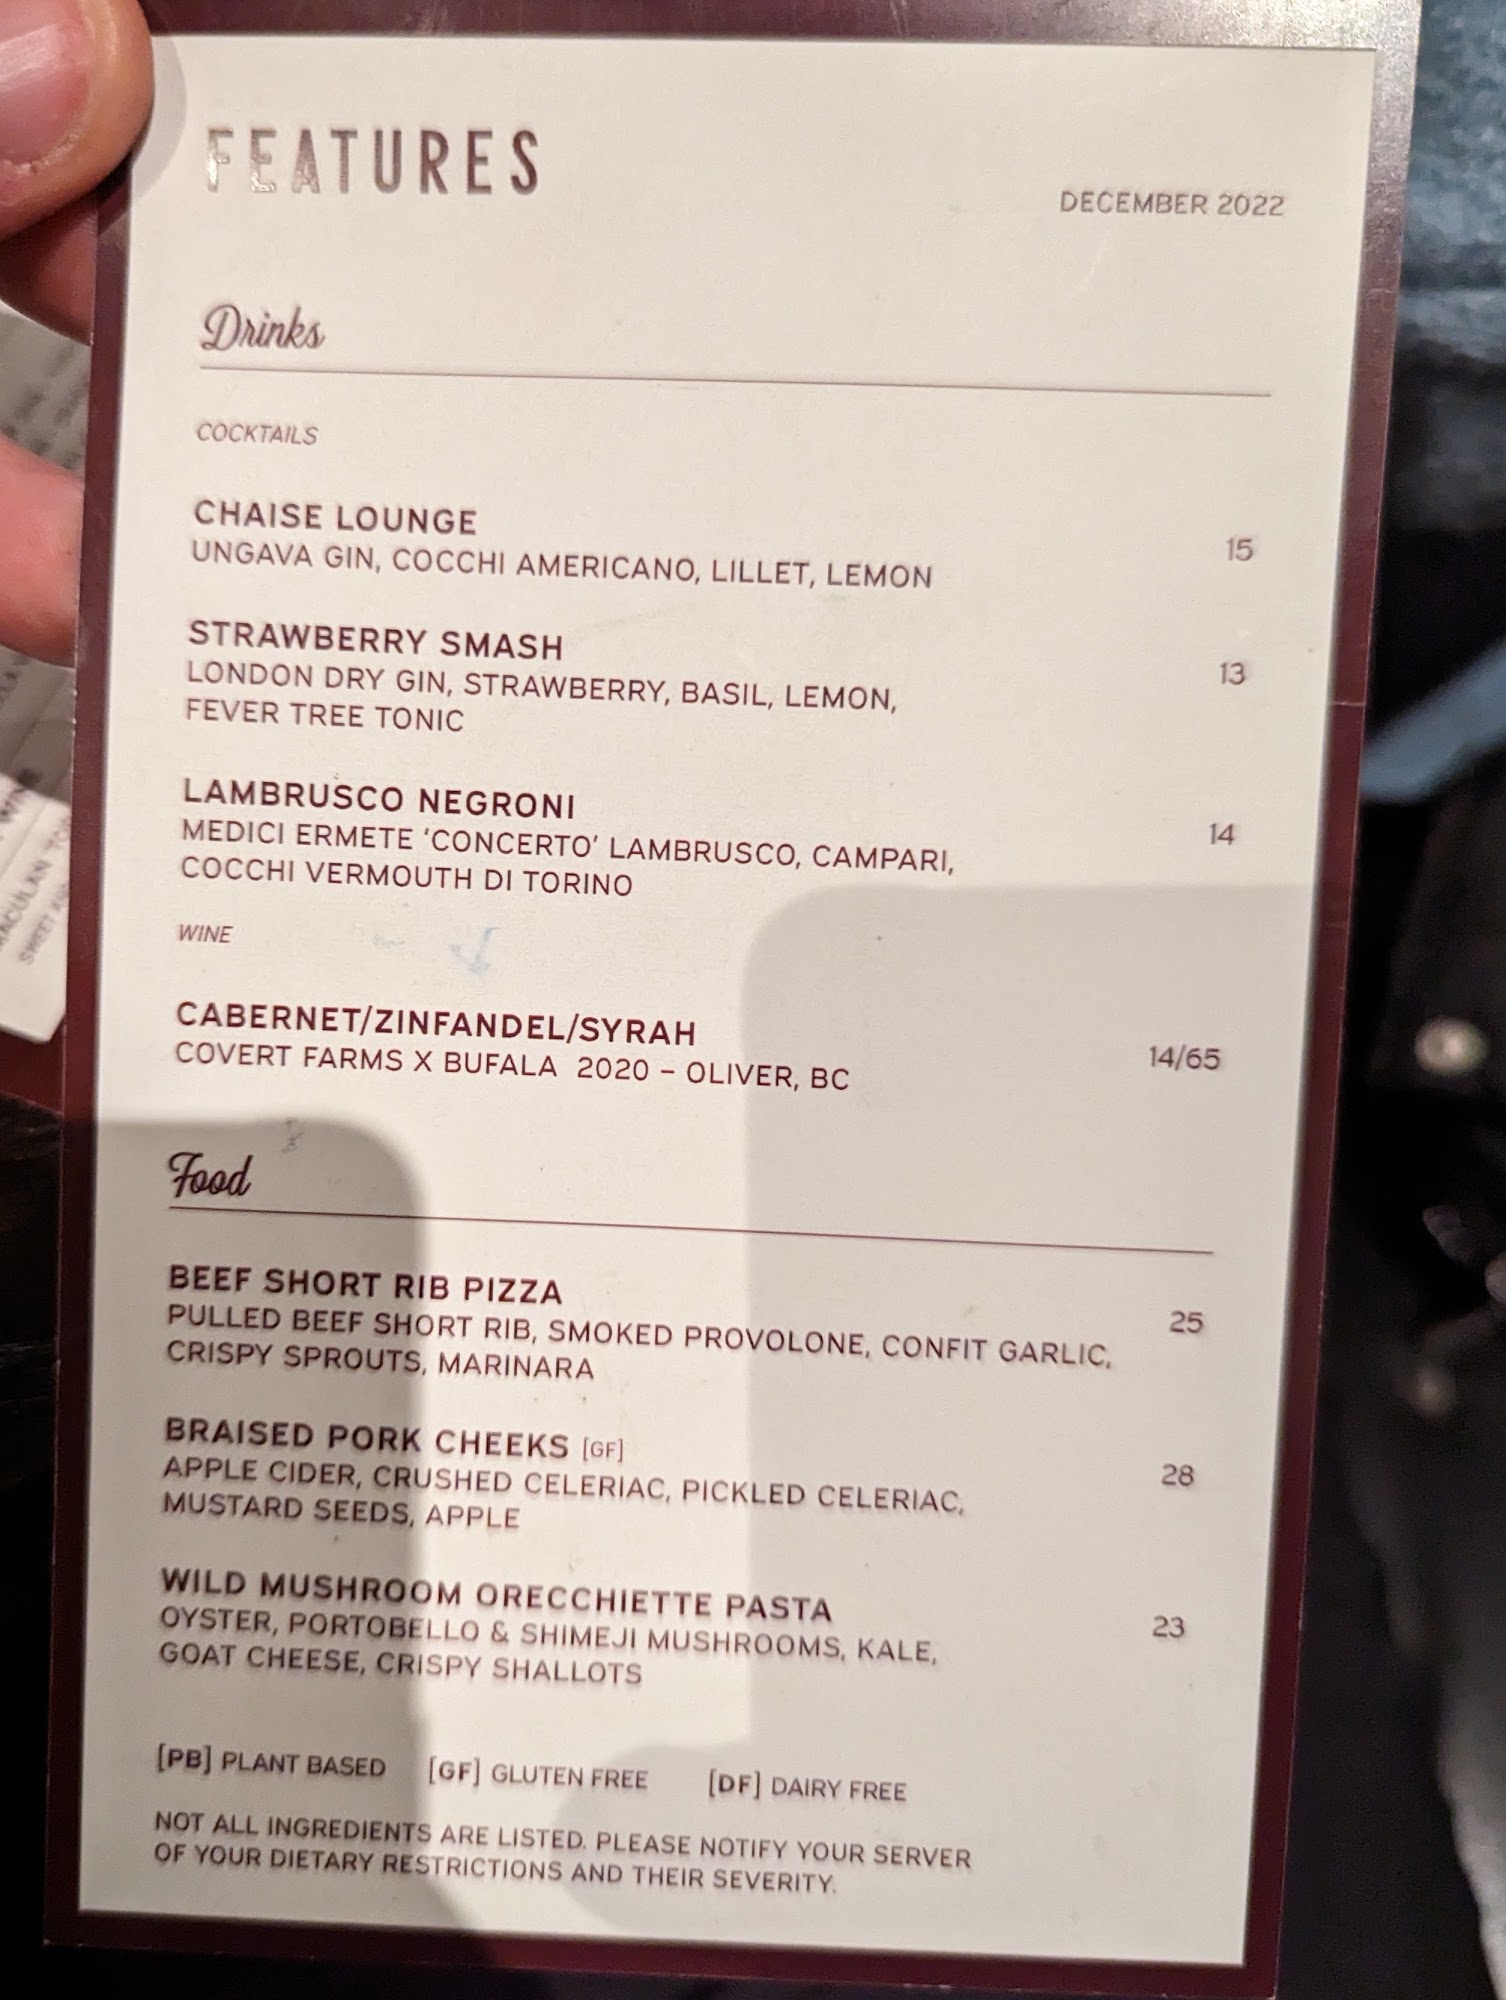 FEATURES
DECEMBER 2022
Drinks
COCKTAILS
CHAISE LOUNGE
UNGAVA GIN, COCCHI AMERICANO, LILLET, LEMON
15
STRAWBERRY SMASH
LONDON DRY GIN, STRAWBERRY, BASIL, LEMON,
FEVER TREE TONIC
13
LAMBRUSCO NEGRONI
MEDICI ERMETE ‘CONCERTO’ LAMBRUSCO, CAMPARI,
COCCHI VERMOUTH DI TORINO
14
WINE
CABERNET/ZINFANDEL/SYRAH
COVERT FARMS X BUFALA 2020 – OLIVER, BC
14/65
Food
BEEF SHORT RIB PIZZA
PULLED BEEF SHORT RIB, SMOKED PROVOLONE, CONFIT GARLIC,
CRISPY SPROUTS, MARINARA
25
BRAISED PORK CHEEKS [GF]
APPLE CIDER, CRUSHED CELERIAC, PICKLED CELERIAC,
MUSTARD SEEDS, APPLE
28
WILD MUSHROOM ORECCHIETTE PASTA
OYSTER, PORTOBELLO & SHIMEJI MUSHROOMS, KALE,
GOAT CHEESE, CRISPY SHALLOTS
23
[PB] PLANT BASED [GF] GLUTEN FREE [DF] DAIRY FREE
NOT ALL INGREDIENTS ARE LISTED. PLEASE NOTIFY YOUR SERVER
OF YOUR DIETARY RESTRICTIONS AND THEIR SEVERITY.
WINE
SWEET